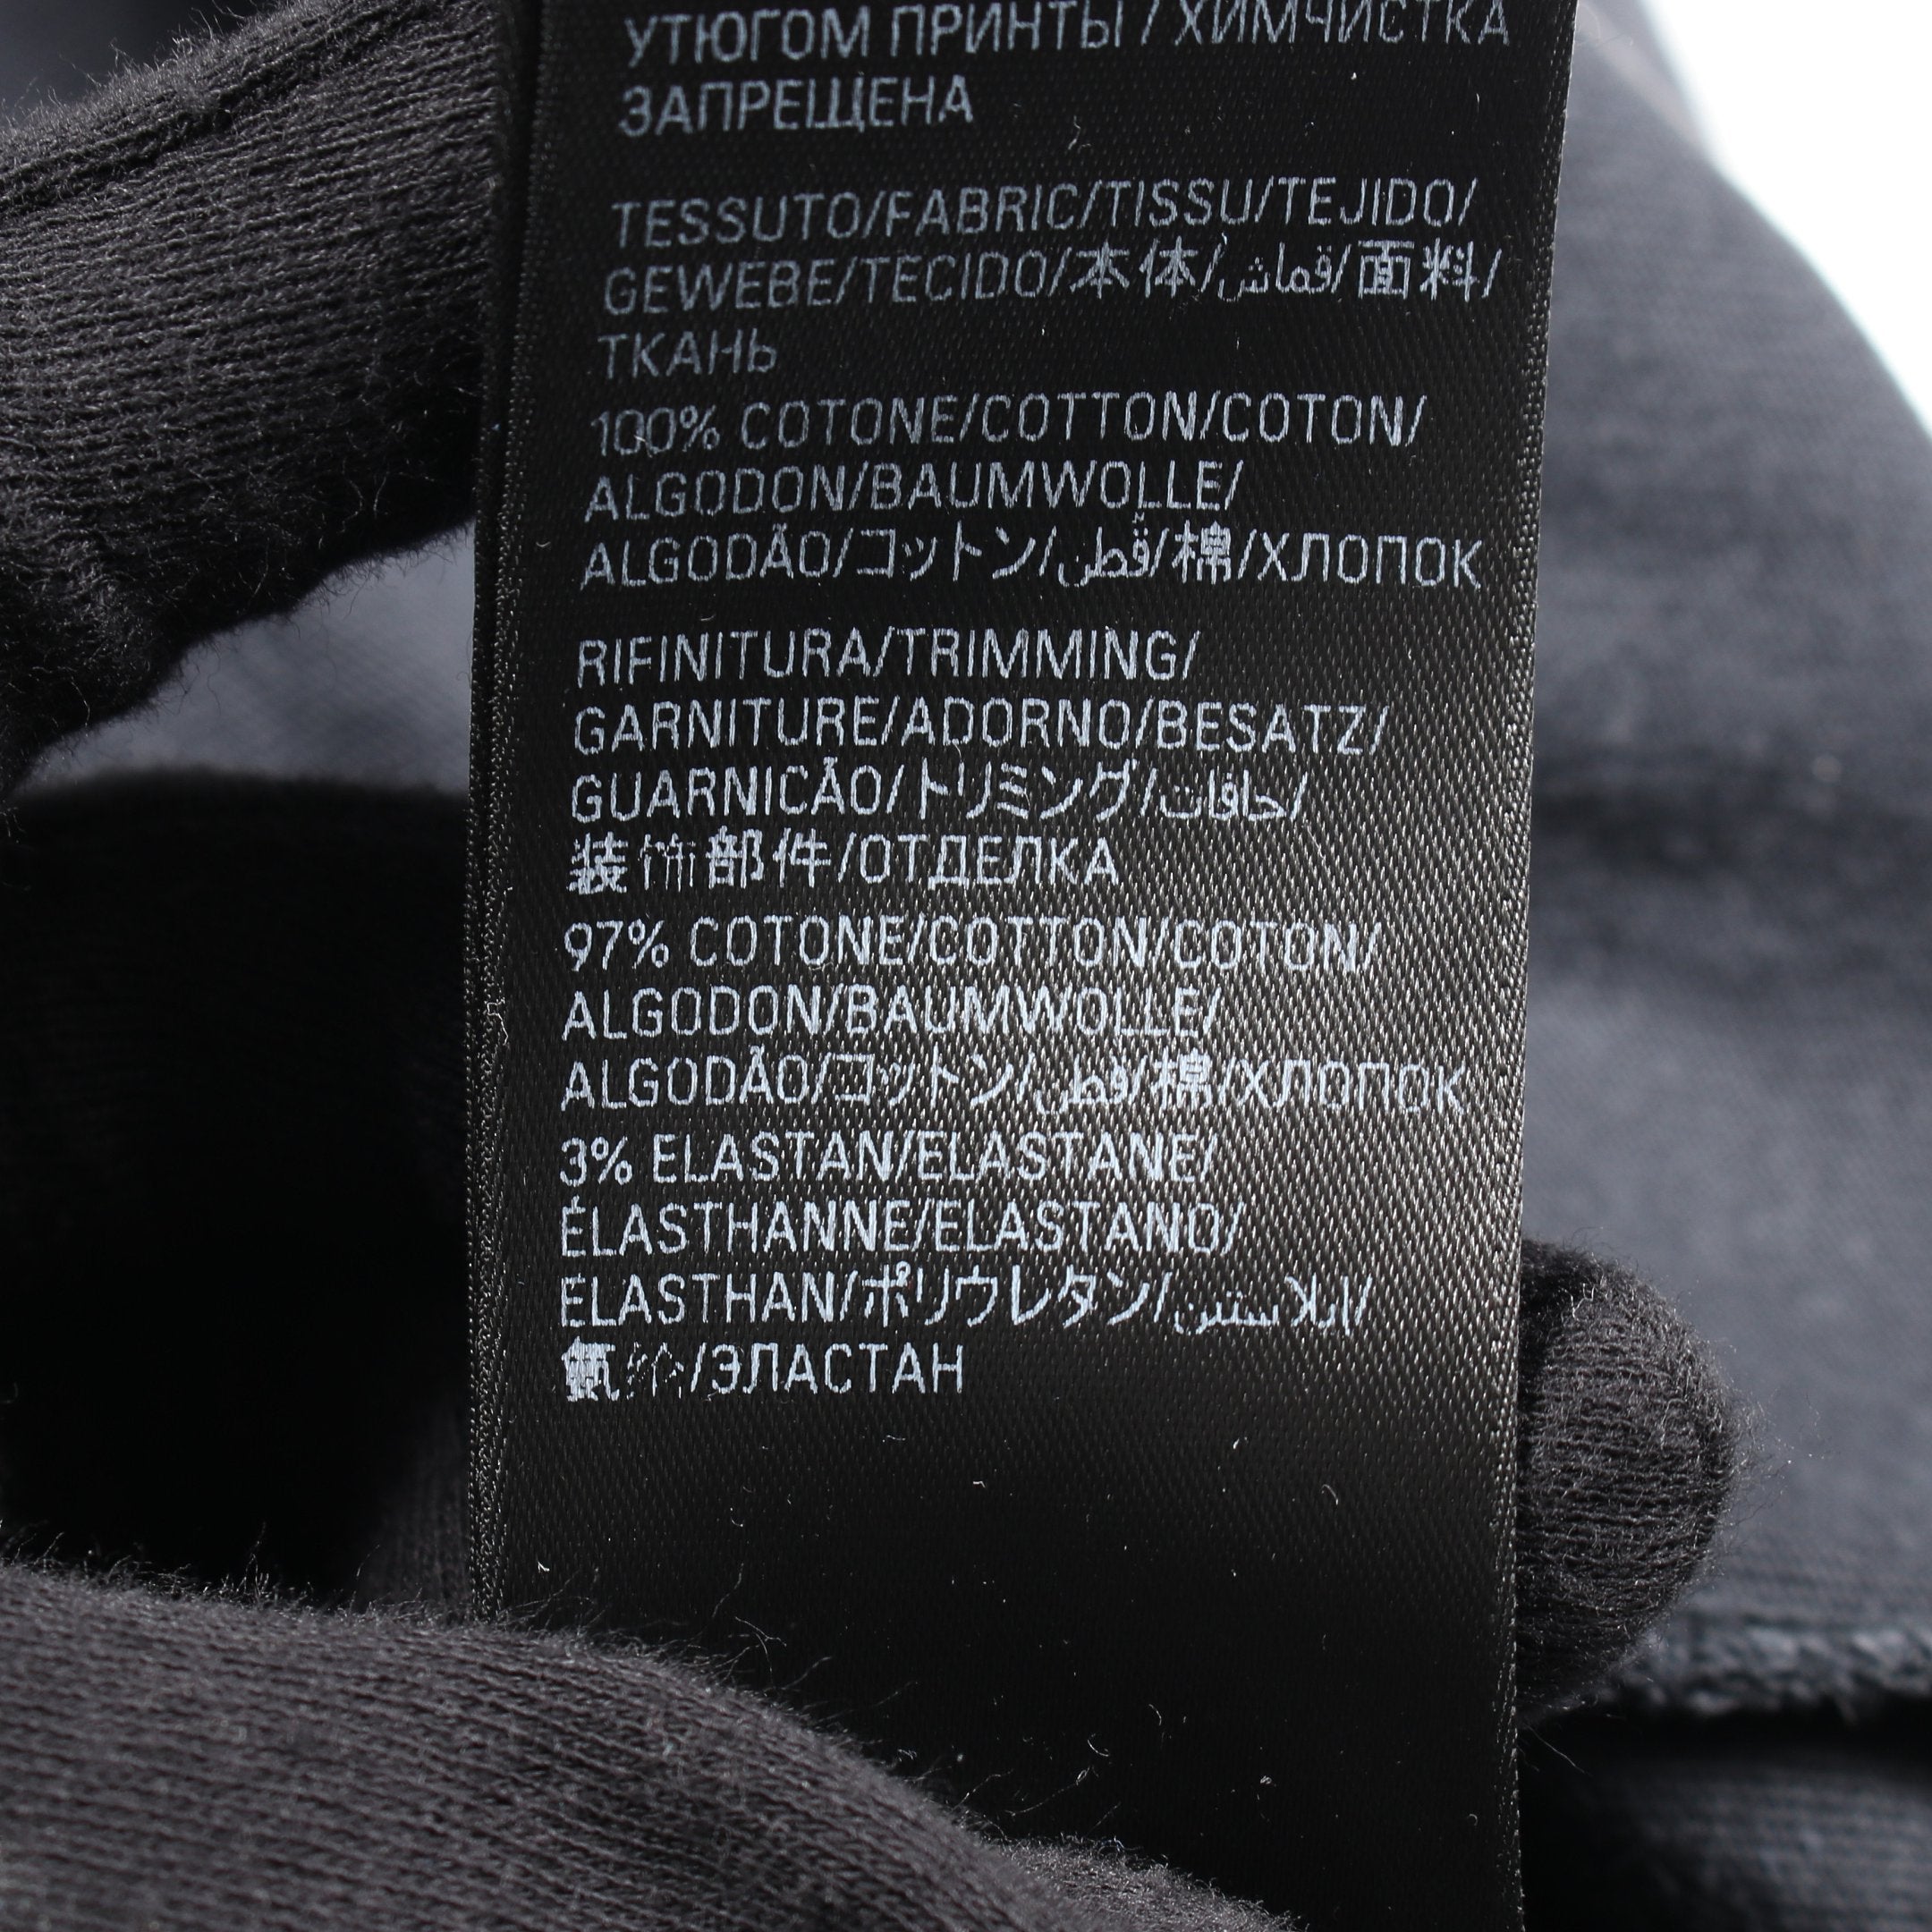 УТЮГОМ ПРИНТЫ / ХИМЧИСТКА
ЗАПРЕЩЕНА
TESSUTO/FABRIC/TISSU/TEJIDO/
GEWEBE/TECIDO/本体/قماش/面料/
ТКАНЬ
100% COTONE/COTTON/COTON/
ALGODON/BAUMWOLLE/
ALGODÃO/コットン/قطن/棉/ХЛОПОК
RIFINITURA/TRIMMING/
GARNITURE/ADORNO/BESATZ/
GUARNICÃO/トリミング/حافات/
装饰部件/ОТДЕЛКА
97% COTONE/COTTON/COTON/
ALGODON/BAUMWOLLE/
ALGODÃO/コットン/قطن/棉/ХЛОПОК
3% ELASTAN/ELASTANE/
ÉLASTHANNE/ELASTANO/
ELASTHAN/ポリウレタン/ايلاستين/
氨纶/ЭЛАСТАН